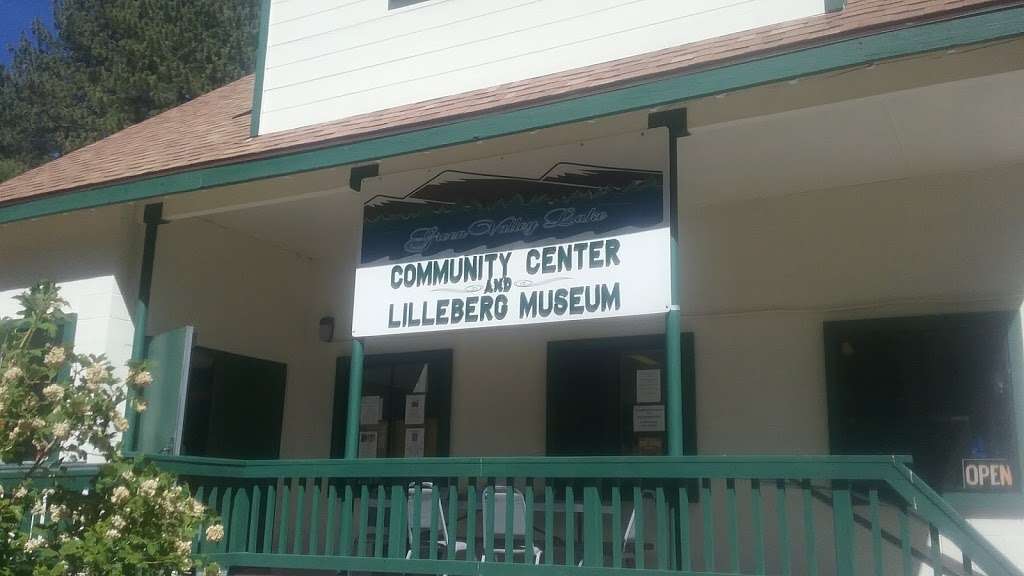 Green Valley Lake
COMMUNITY CENTER
AND
LILLEBERG MUSEUM
OPEN